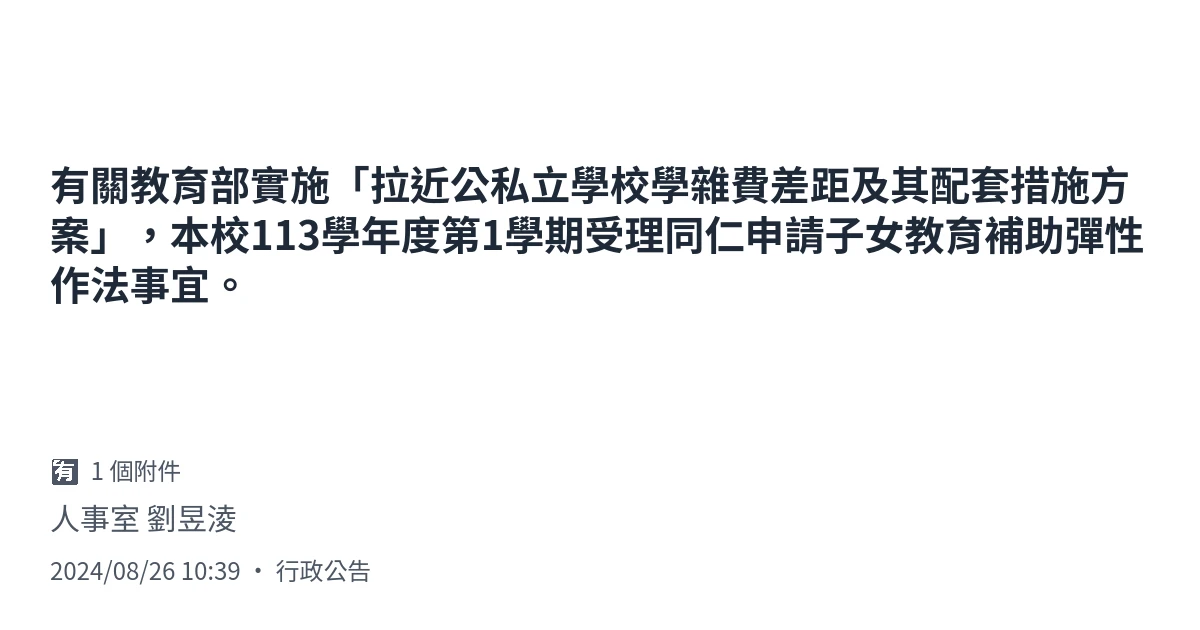 有關教育部實施「拉近公私立學校學雜費差距及其配套措施方
案」，本校113學年度第1學期受理同仁申請子女教育補助彈性
作法事宜。
🈶 1 個附件
人事室 劉昱淩
2024/08/26 10:39 • 行政公告